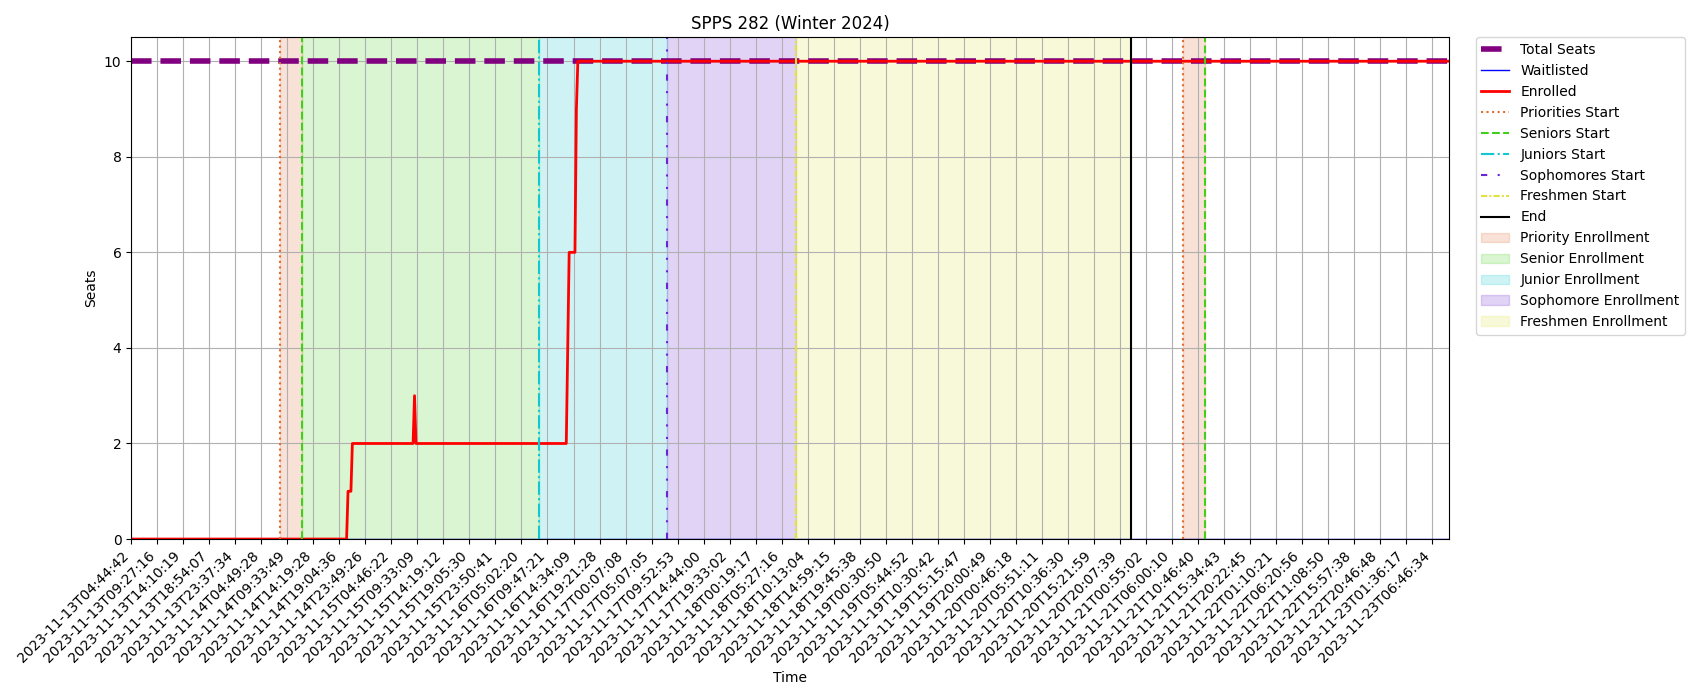 SPPS 282 (Winter 2024)
Seats
10
8
6
4
2
0
2023-11-13T04:44:42
2023-11-13T09:27:16
2023-11-13T14:10:19
2023-11-13T18:54:07
2023-11-13T23:37:34
2023-11-14T04:49:28
2023-11-14T09:33:49
2023-11-14T14:19:28
2023-11-14T19:04:36
2023-11-14T23:49:26
2023-11-15T04:46:22
2023-11-15T09:33:09
2023-11-15T14:19:12
2023-11-15T19:05:30
2023-11-15T23:50:41
2023-11-16T05:02:20
2023-11-16T09:47:21
2023-11-16T14:34:09
2023-11-16T19:21:28
2023-11-17T00:07:08
2023-11-17T05:07:05
2023-11-17T09:52:53
2023-11-17T14:44:00
2023-11-17T19:33:02
2023-11-18T00:19:17
2023-11-18T05:27:16
2023-11-18T10:13:04
2023-11-18T14:59:15
2023-11-18T19:45:38
2023-11-19T00:30:50
2023-11-19T05:44:52
2023-11-19T10:30:42
2023-11-19T15:15:47
2023-11-19T20:00:49
2023-11-20T00:46:18
2023-11-20T05:51:11
2023-11-20T10:36:30
2023-11-20T15:21:59
2023-11-20T20:07:39
2023-11-21T00:55:02
2023-11-21T06:00:10
2023-11-21T10:46:40
2023-11-21T15:34:43
2023-11-21T20:22:45
2023-11-22T01:10:21
2023-11-22T06:20:56
2023-11-22T11:08:50
2023-11-22T15:57:38
2023-11-22T20:46:48
2023-11-23T01:36:17
2023-11-23T06:46:34
Time
Total Seats
Waitlisted
Enrolled
Priorities Start
Seniors Start
Juniors Start
Sophomores Start
Freshmen Start
End
Priority Enrollment
Senior Enrollment
Junior Enrollment
Sophomore Enrollment
Freshmen Enrollment